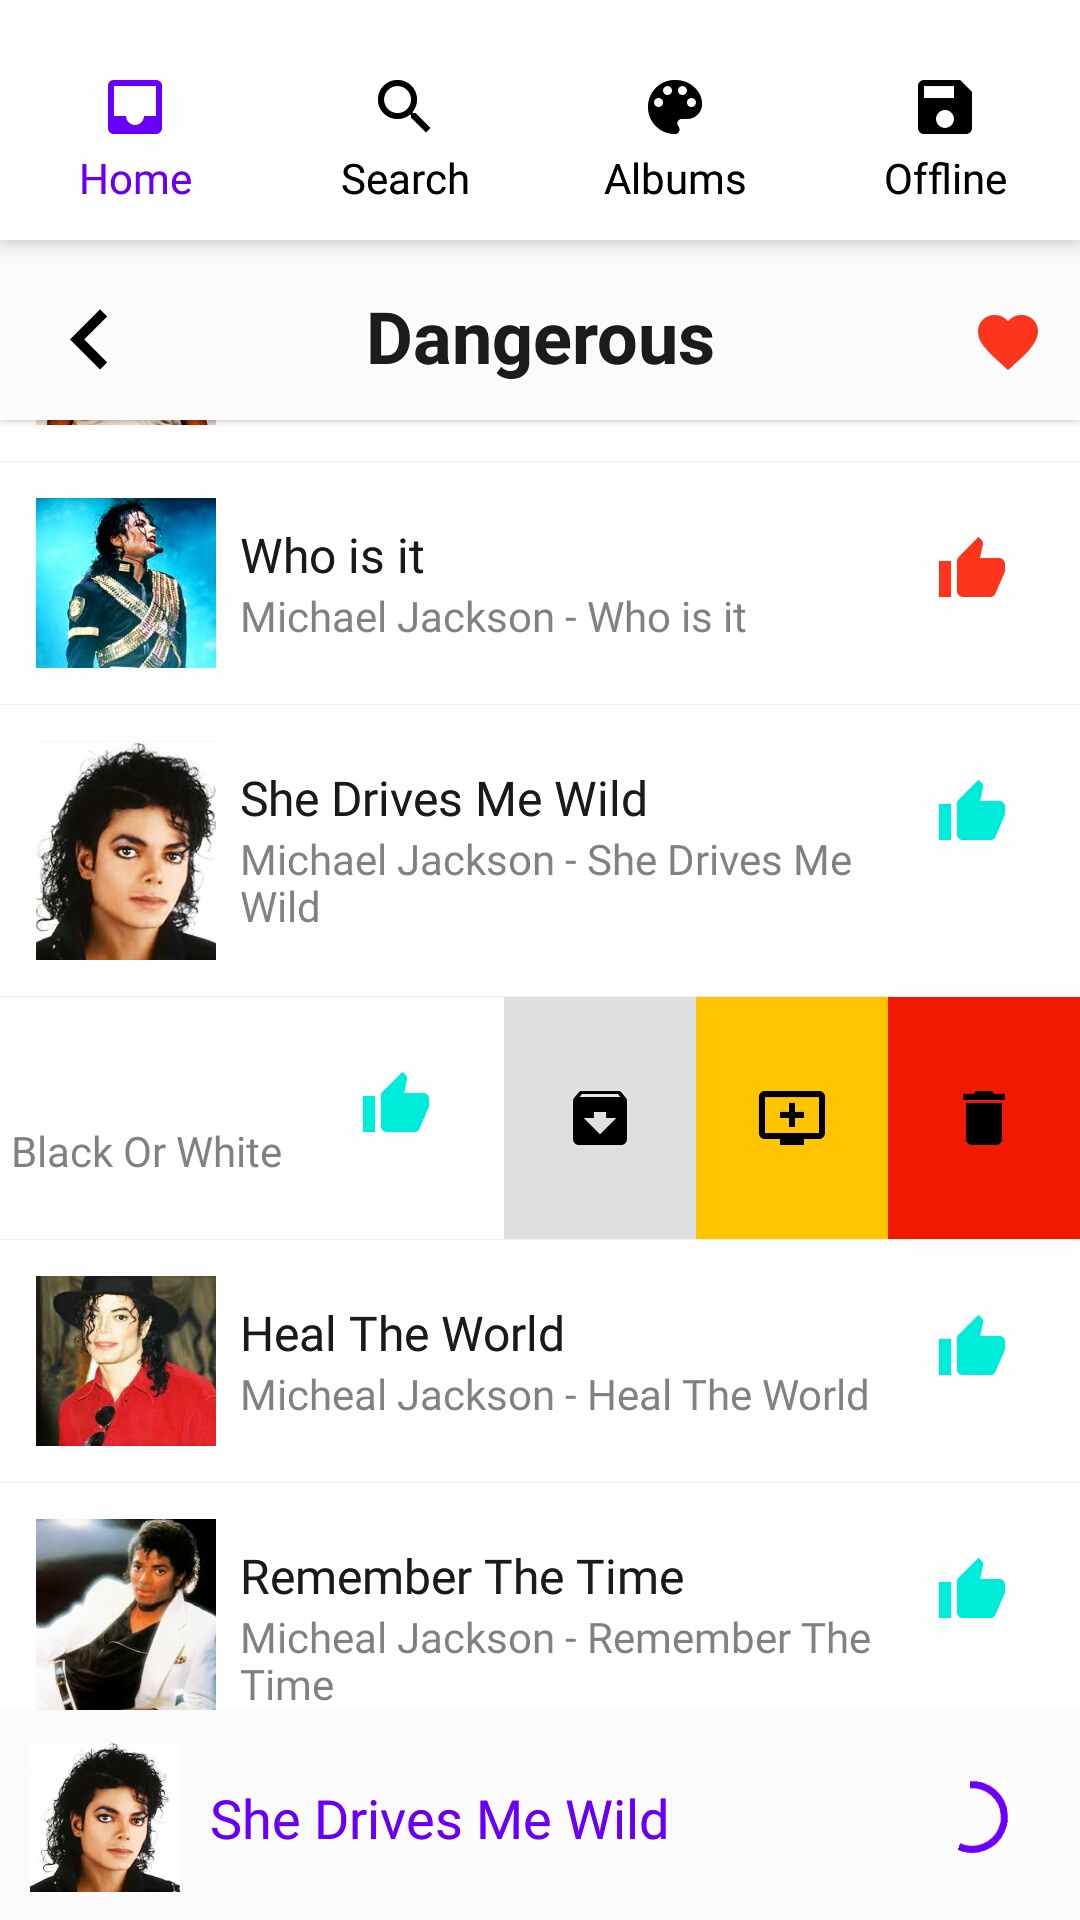 Home
Search
Albums
Offline
Dangerous
Who is it
Michael Jackson - Who is it
She Drives Me Wild
Michael Jackson - She Drives Me
Wild
Black Or White
Heal The World
Micheal Jackson - Heal The World
Remember The Time
Micheal Jackson - Remember The
Time
She Drives Me Wild